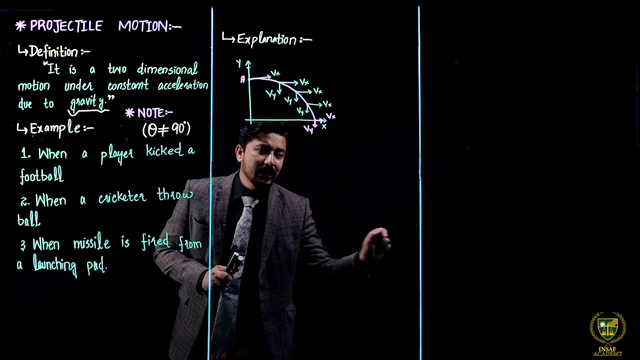 * PROJECTILE MOTION:-
↳Definition:-
"It is a two dimensional
motion under constant acceleration
due to gravity."
* NOTE:-
(θ≠90°)
↳Example:-
1. When a player kicked a
football
2. When a cricketer throw
ball
3 When missile is fired from
a launching pad.
↳Explanation:-
Y
A
Vx
Vx
Vy
Vx
Vy
Vx
Vy
Vx
Vy
X
INSAF
ACADEMY